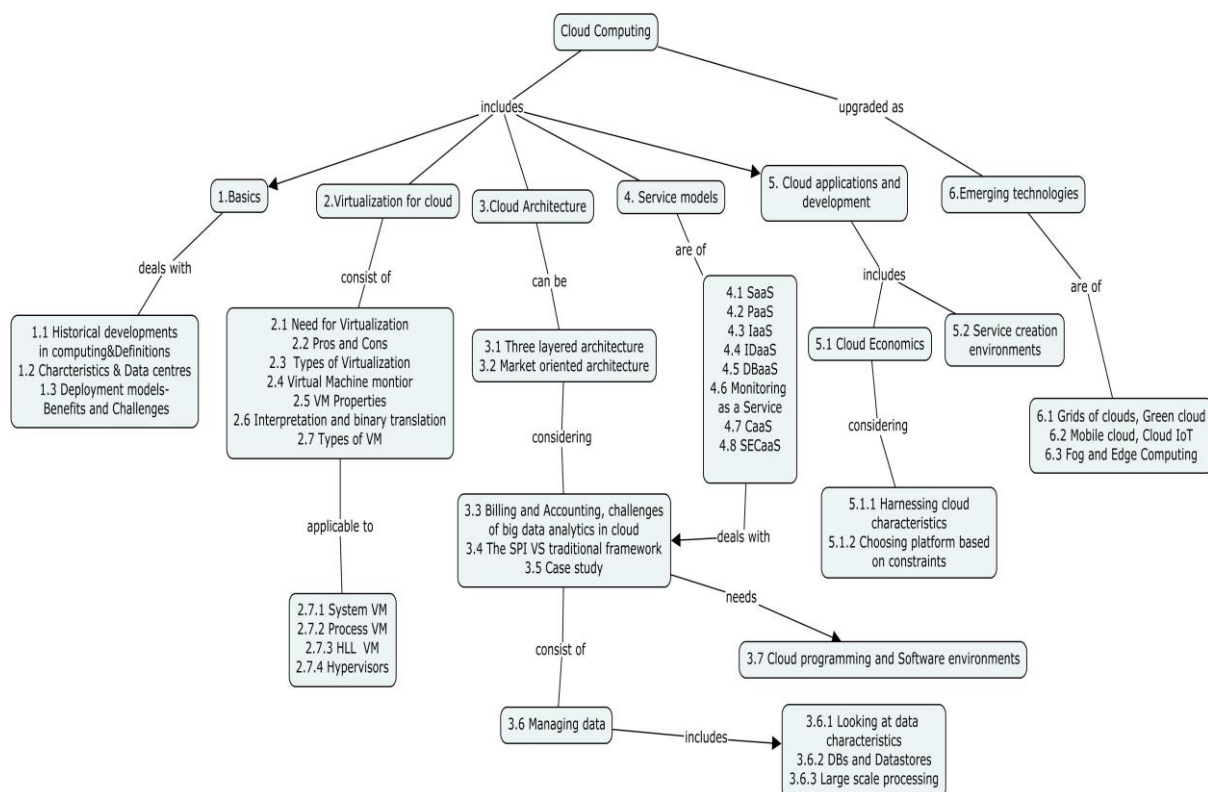 Cloud Computing
includes
upgraded as
1.Basics
2.Virtualization for cloud
3.Cloud Architecture
4. Service models
5. Cloud applications and
development
6.Emerging technologies
deals with
consist of
can be
are of
includes
are of
1.1 Historical developments
in computing&Definitions
1.2 Charcteristics & Data centres
1.3 Deployment models-
Benefits and Challenges
2.1 Need for Virtualization
2.2 Pros and Cons
2.3 Types of Virtualization
2.4 Virtual Machine montior
2.5 VM Properties
2.6 Interpretation and binary translation
2.7 Types of VM
3.1 Three layered architecture
3.2 Market oriented architecture
4.1 SaaS
4.2 PaaS
4.3 IaaS
4.4 IDaaS
4.5 DBaaS
4.6 Monitoring
as a Service
4.7 CaaS
4.8 SECaaS
5.1 Cloud Economics
5.2 Service creation
environments
6.1 Grids of clouds, Green cloud
6.2 Mobile cloud, Cloud IoT
6.3 Fog and Edge Computing
applicable to
considering
deals with
considering
2.7.1 System VM
2.7.2 Process VM
2.7.3 HLL VM
2.7.4 Hypervisors
3.3 Billing and Accounting, challenges
of big data analytics in cloud
3.4 The SPI VS traditional framework
3.5 Case study
5.1.1 Harnessing cloud
characteristics
5.1.2 Choosing platform based
on constraints
consist of
needs
3.7 Cloud programming and Software environments
3.6 Managing data
includes
3.6.1 Looking at data
characteristics
3.6.2 DBs and Datastores
3.6.3 Large scale processing